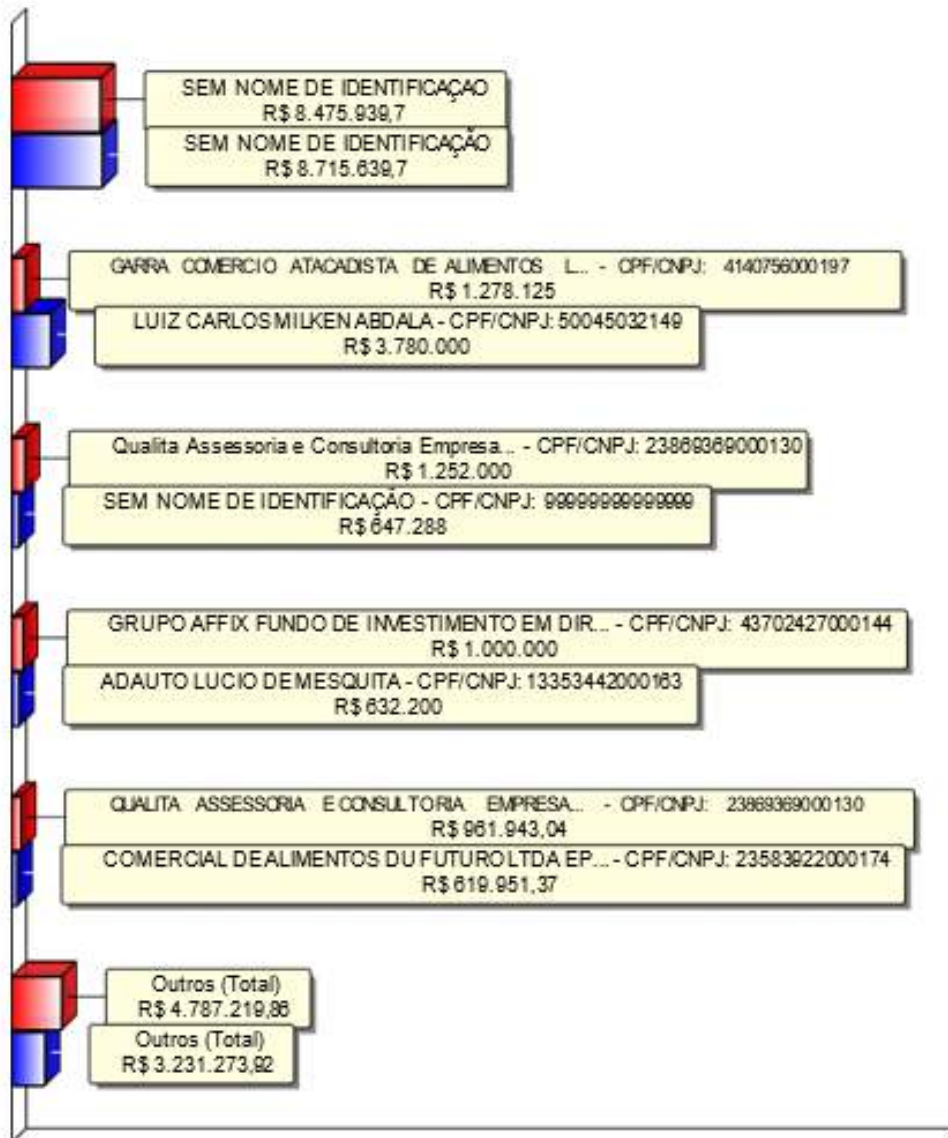 SEM NOME DE IDENTIFICAÇAO
R$ 8.475.939,7
SEM NOME DE IDENTIFICAÇÃO
R$ 8.715.639,7
GARRA COMERCIO ATACADISTA DE ALIMENTOS L... - CPF/CNPJ: 4140756000197
R$ 1.278.125
LUIZ CARLOS MILKEN ABDALA - CPF/CNPJ: 50045032149
R$ 3.780.000
Qualita Assessoria e Consultoria Empresa... - CPF/CNPJ: 23869369000130
R$ 1.252.000
SEM NOME DE IDENTIFICAÇÃO - CPF/CNPJ: 99999999999999
R$ 647.288
GRUPO AFFIX FUNDO DE INVESTIMENTO EM DIR... - CPF/CNPJ: 43702427000144
R$ 1.000.000
ADAUTO LUCIO DE MESQUITA - CPF/CNPJ: 13353442000163
R$ 632.200
QUALITA ASSESSORIA E CONSULTORIA EMPRESA... - CPF/CNPJ: 23869369000130
R$ 961.943,04
COMERCIAL DE ALIMENTOS DU FUTURO LTDA EP... - CPF/CNPJ: 23583922000174
R$ 619.951,37
Outros (Total)
R$ 4.787.219,86
Outros (Total)
R$ 3.231.273,92